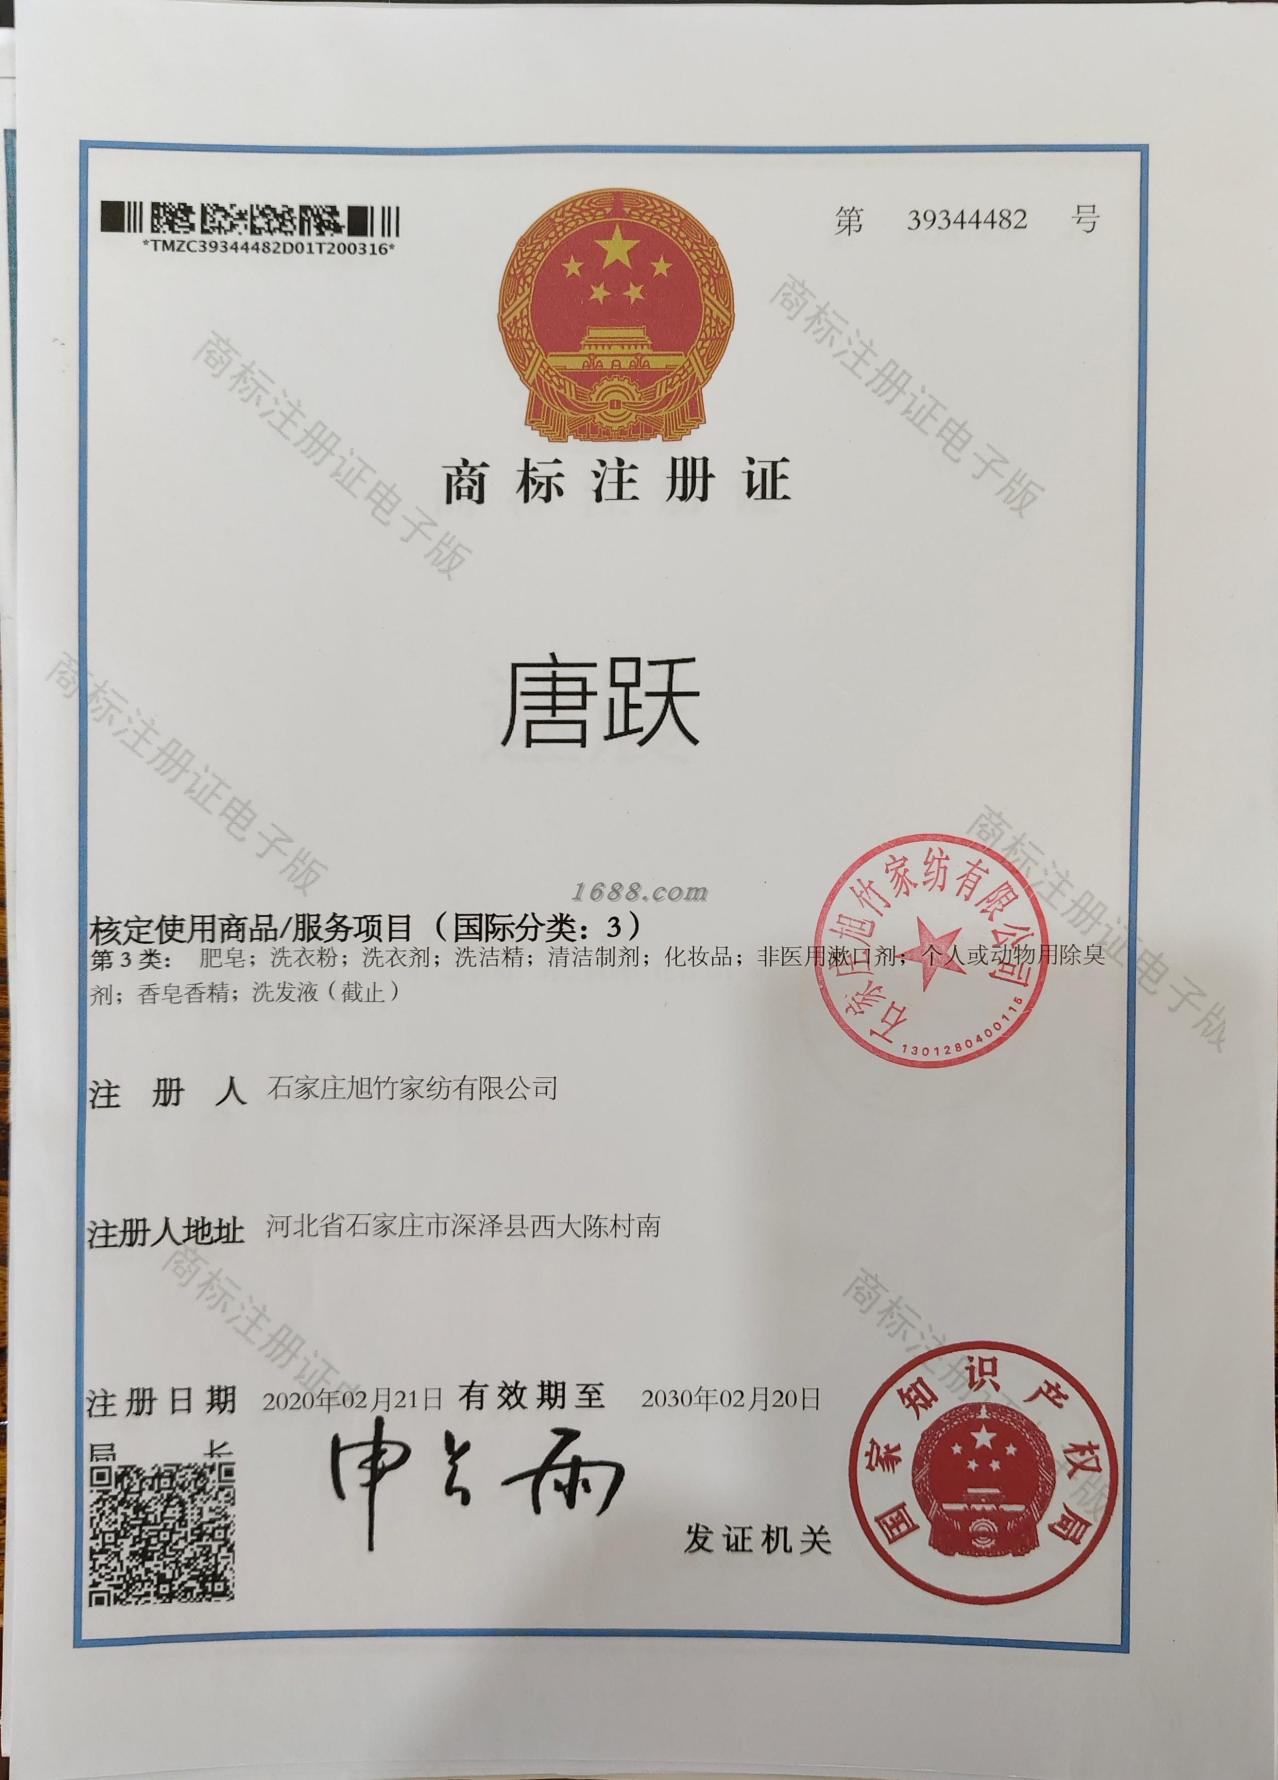 *TMZC39344482D01T200316*
第 39344482 号
商标注册证电子版
商标注册证电子版
商标注册证
唐跃
商标注册证电子版
商标注册证电子版
1688.com
石家庄旭竹家纺有限公司
1301280400115
核定使用商品/服务项目（国际分类：3）
第3类： 肥皂；洗衣粉；洗衣剂；洗洁精；清洁制剂；化妆品；非医用漱口剂；个人或动物用除臭
剂；香皂香精；洗发液（截止）
注册人 石家庄旭竹家纺有限公司
注册人地址 河北省石家庄市深泽县西大陈村南
商标注册证
商标注册证电子版
注册日期 2020年02月21日 有效期至 2030年02月20日
局长 申长雨
发证机关
国家知识产权局